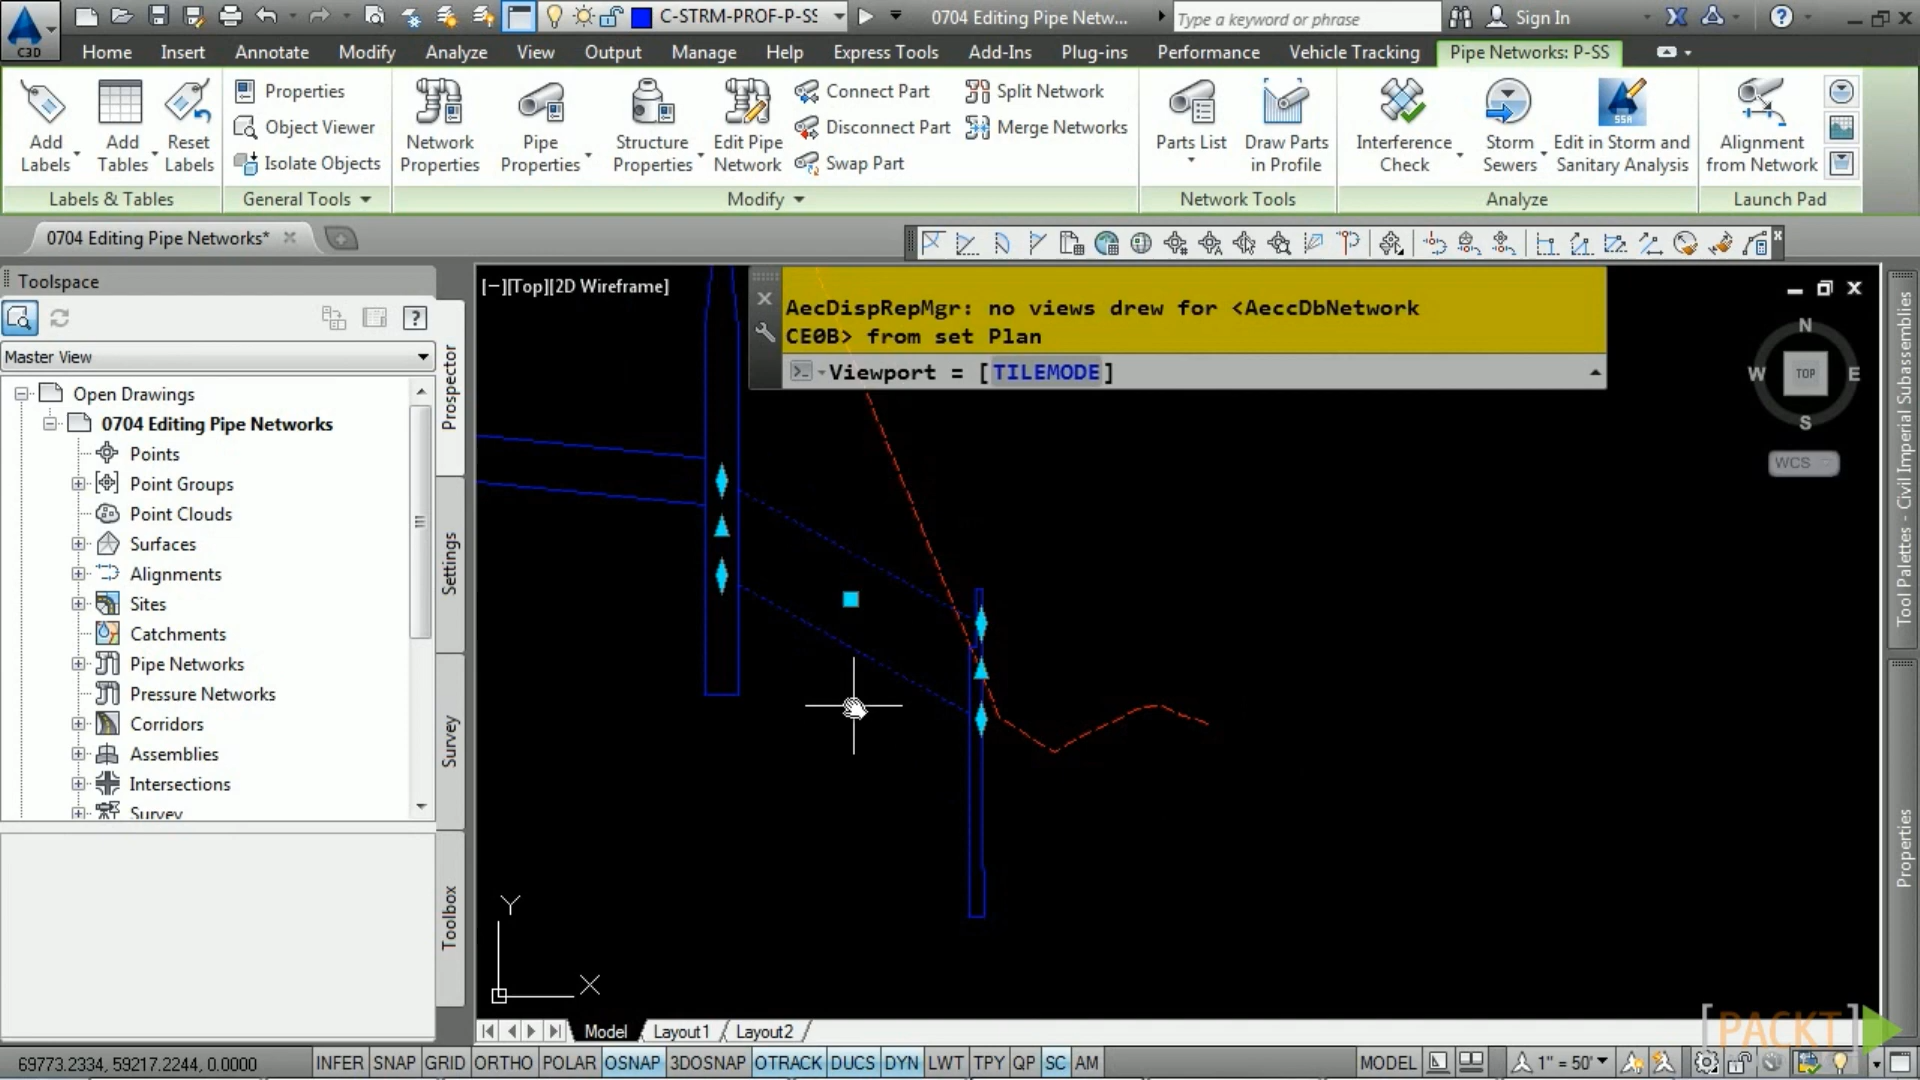 C3D
C-STRM-PROF-P-SS
0704 Editing Pipe Netw...
Type a keyword or phrase
Sign In
Home
Insert
Annotate
Modify
Analyze
View
Output
Manage
Help
Express Tools
Add-Ins
Plug-ins
Performance
Vehicle Tracking
Pipe Networks: P-SS
Add Labels
Add Tables
Reset Labels
Properties
Object Viewer
Isolate Objects
Network Properties
Pipe Properties
Structure Properties
Edit Pipe Network
Connect Part
Disconnect Part
Swap Part
Split Network
Merge Networks
Parts List
Draw Parts in Profile
Interference Check
Storm Sewers
SSA
Edit in Storm and Sanitary Analysis
Alignment from Network
Labels & Tables
General Tools
Modify
Network Tools
Analyze
Launch Pad
0704 Editing Pipe Networks*
Toolspace
Master View
Open Drawings
0704 Editing Pipe Networks
Points
Point Groups
Point Clouds
Surfaces
Alignments
Sites
Catchments
Pipe Networks
Pressure Networks
Corridors
Assemblies
Intersections
Survey
Prospector
Settings
Survey
Toolbox
[−][Top][2D Wireframe]
AecDispRepMgr: no views drew for <AeccDbNetwork
CE0B> from set Plan
Viewport = [TILEMODE]
N
W
TOP
E
S
WCS
Tool Palettes - Civil Imperial Subassemblies
Properties
Y
X
[PACKT]
Model
Layout1
Layout2
69773.2334, 59217.2244, 0.0000
INFER SNAP GRID ORTHO POLAR OSNAP 3DOSNAP OTRACK DUCS DYN LWT TPY QP SC AM
MODEL
1" = 50'